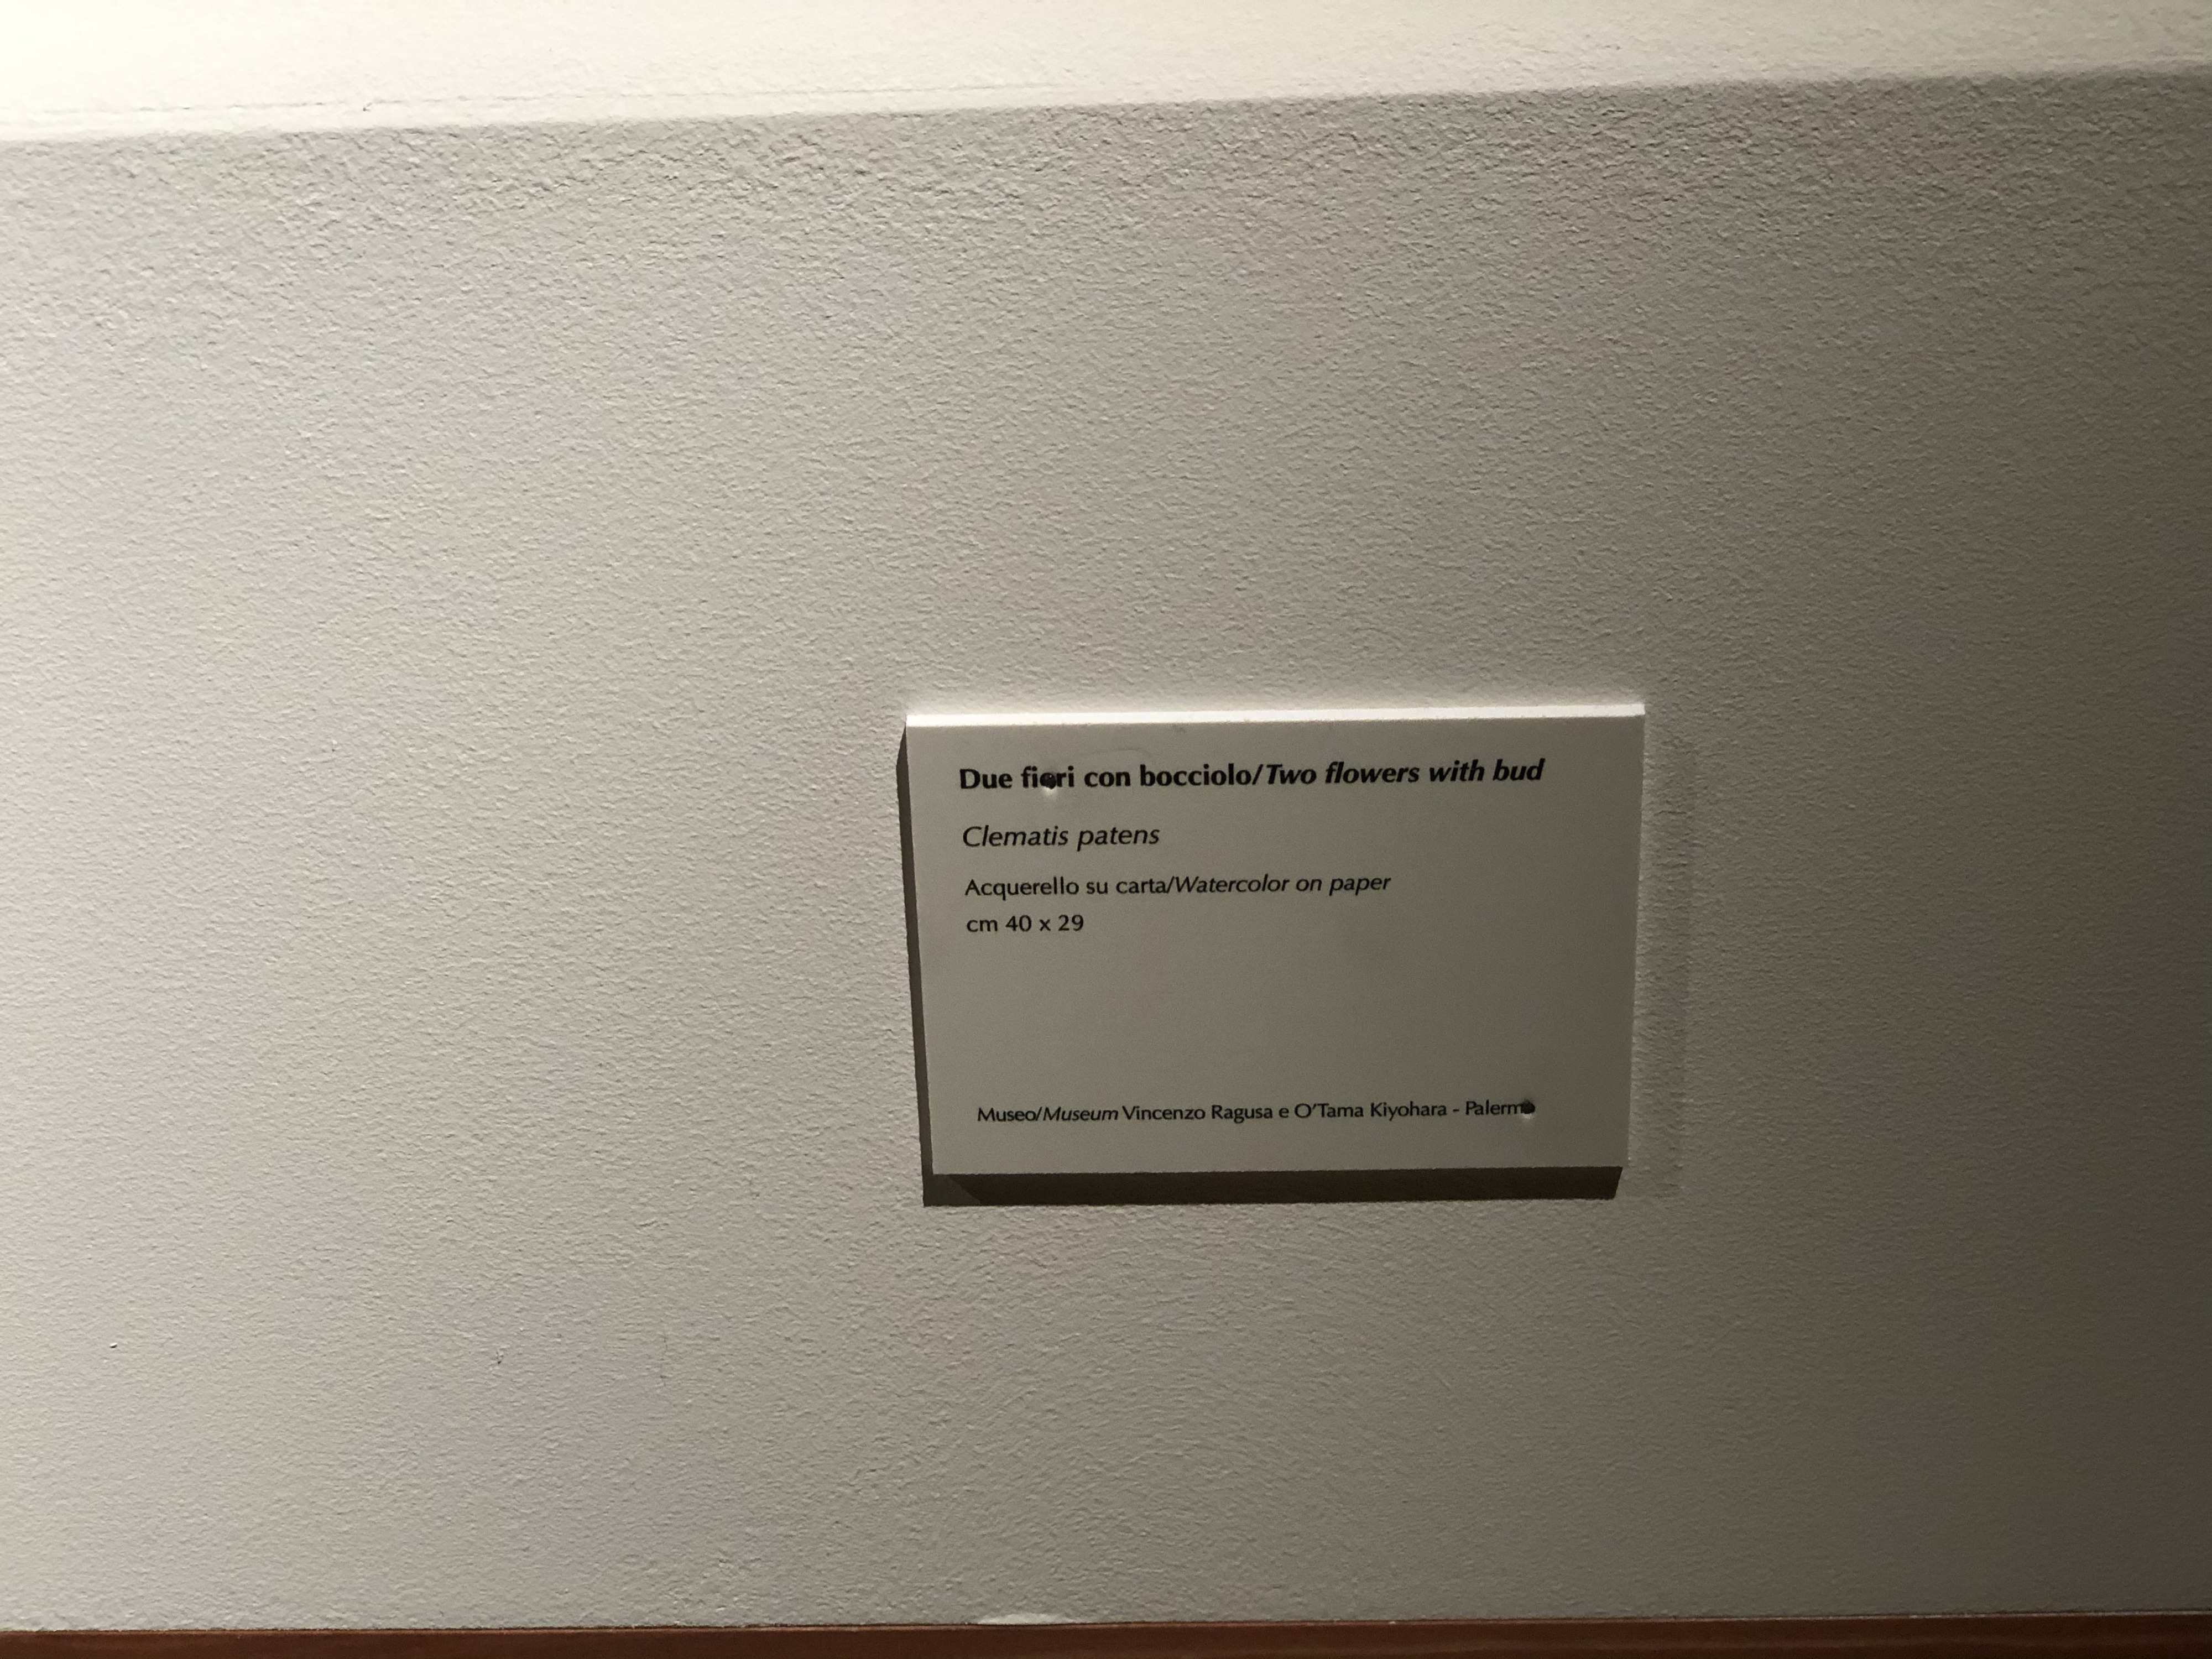 Due fiori con bocciolo/Two flowers with bud
Clematis patens
Acquerello su carta/Watercolor on paper
cm 40 x 29
Museo/Museum Vincenzo Ragusa e O'Tama Kiyohara - Palermo